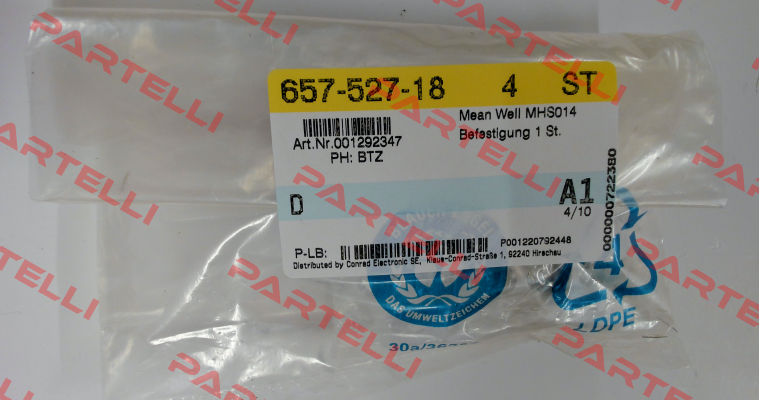 657-527-18 4 ST
Mean Well MHS014
Befestigung 1 St.
Art.Nr.001292347
PH: BTZ
D A1
4/10
000000722380
P-LB: P001220792448
Distributed by Conrad Electronic SE, Klaus-Conrad-Straße 1, 92240 Hirschau
DAS UMWELTZEICHEN
LDPE
PARTELLI
PARTELLI
PARTELLI
PARTELLI
PARTELLI
PARTELLI
PARTELLI
PARTELLI
PARTELLI